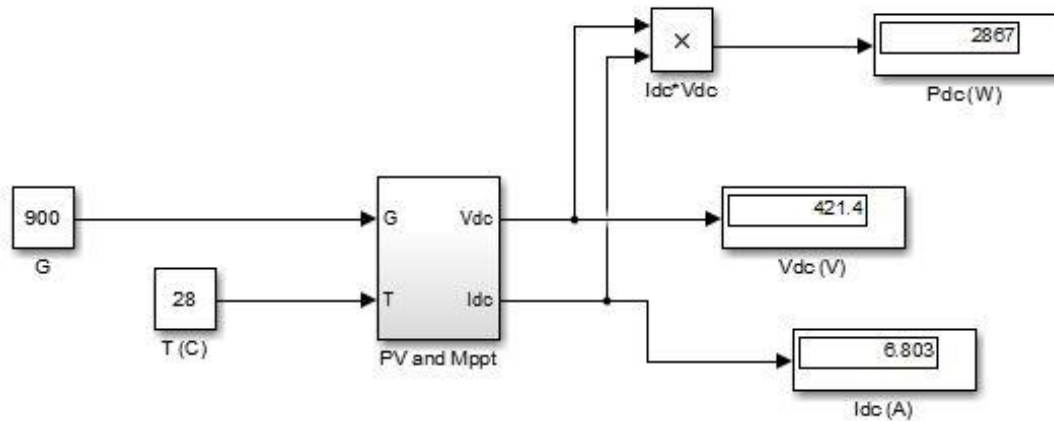 2867
×
Idc*Vdc
Pdc (W)
900
G
G
Vdc
421.4
Vdc (V)
28
T (C)
T
Idc
PV and Mppt
6.803
Idc (A)